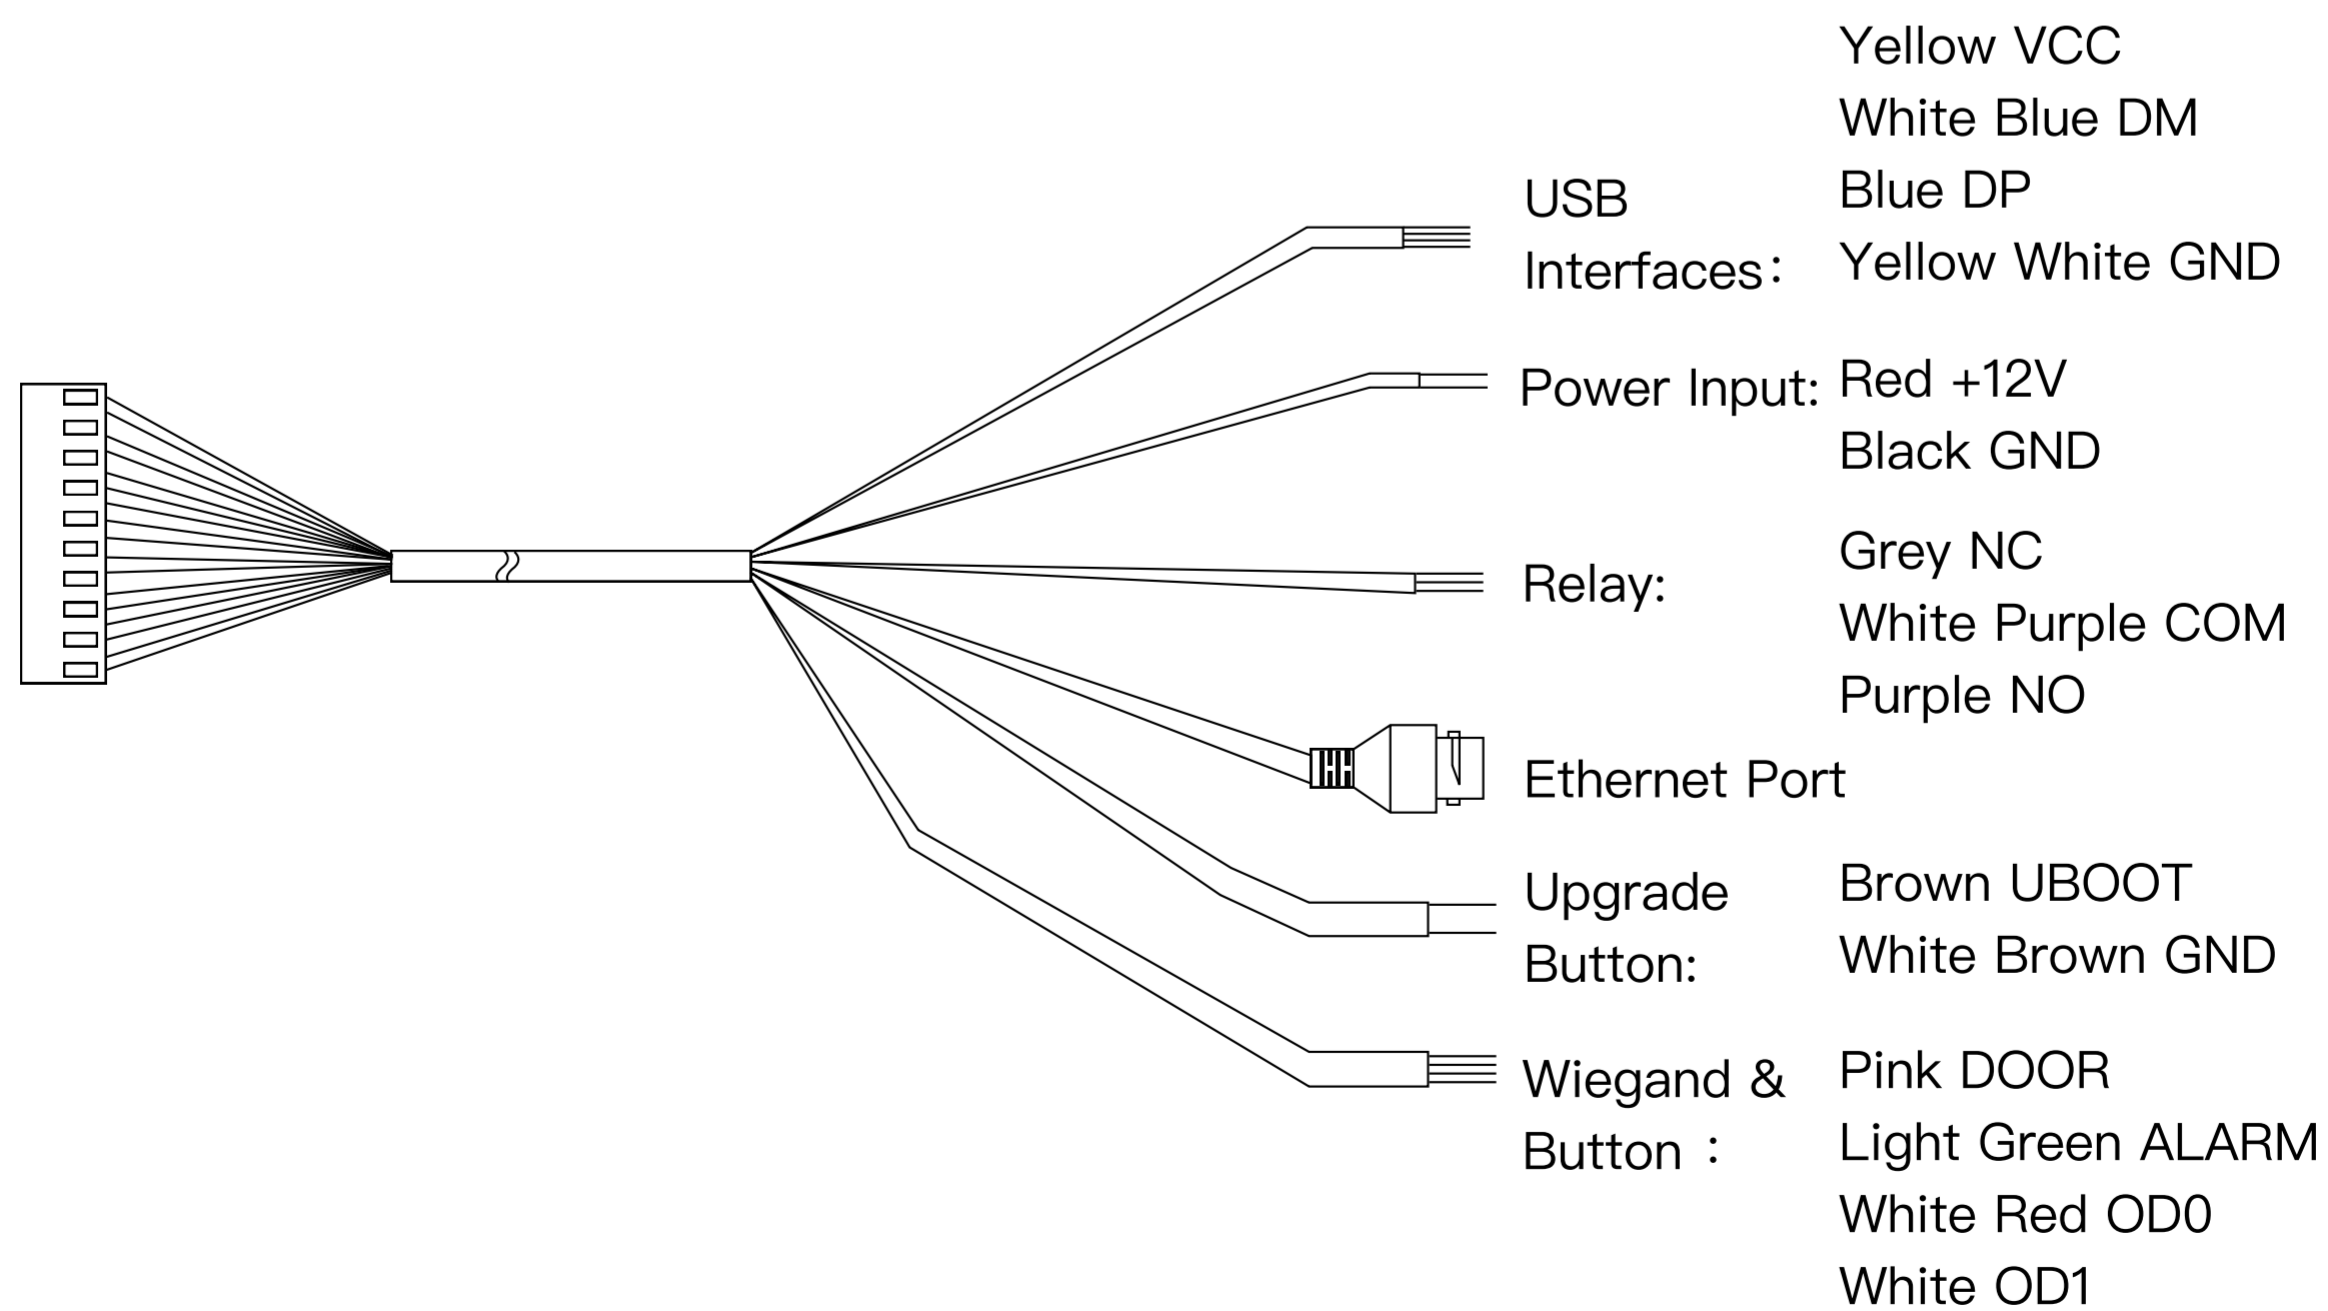 Yellow VCC
White Blue DM
USB
Blue DP
Interfaces：
Yellow White GND
Power Input:
Red +12V
Black GND
Relay:
Grey NC
White Purple COM
Purple NO
Ethernet Port
Upgrade
Button:
Brown UBOOT
White Brown GND
Wiegand &
Button ：
Pink DOOR
Light Green ALARM
White Red OD0
White OD1